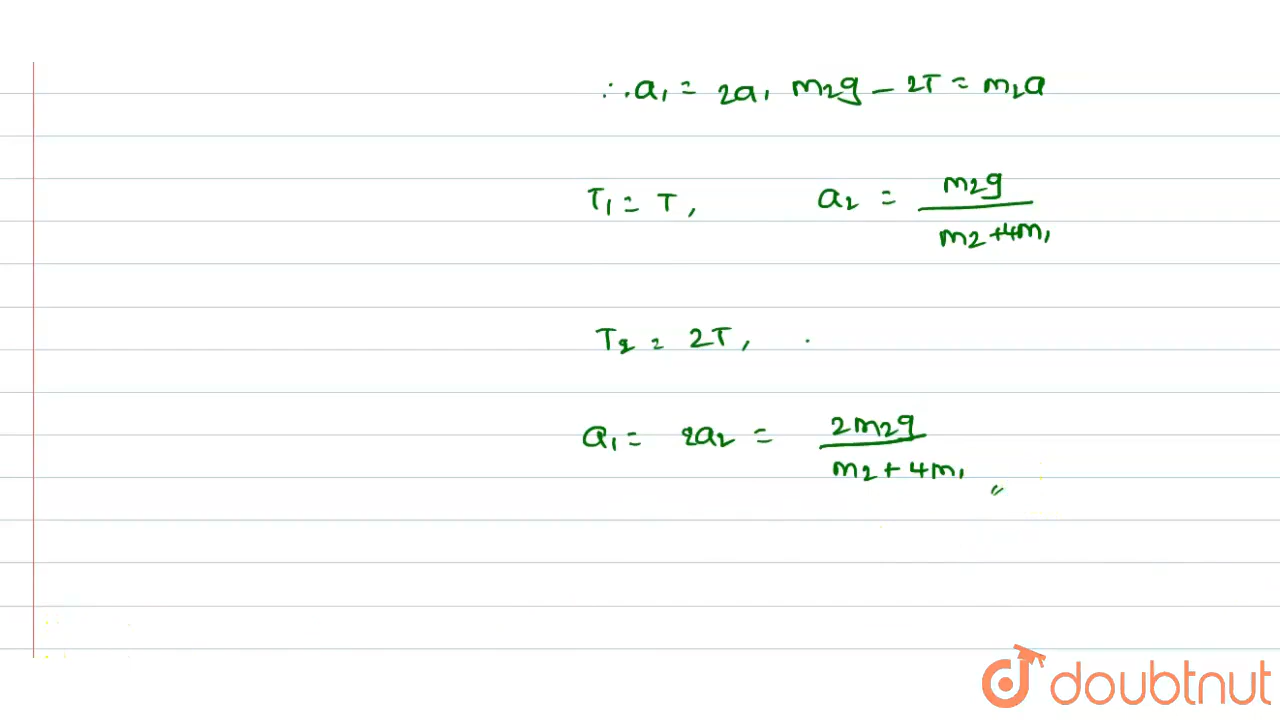 ∴ a₁ = 2a, m₂g - 2T = m₂a
T₁ = T, a₂ = m₂g / m₂+4m₁
T₂ = 2T,
a₁ = 2a₂ = 2m₂g / m₂+4m₁ "
doubtnut